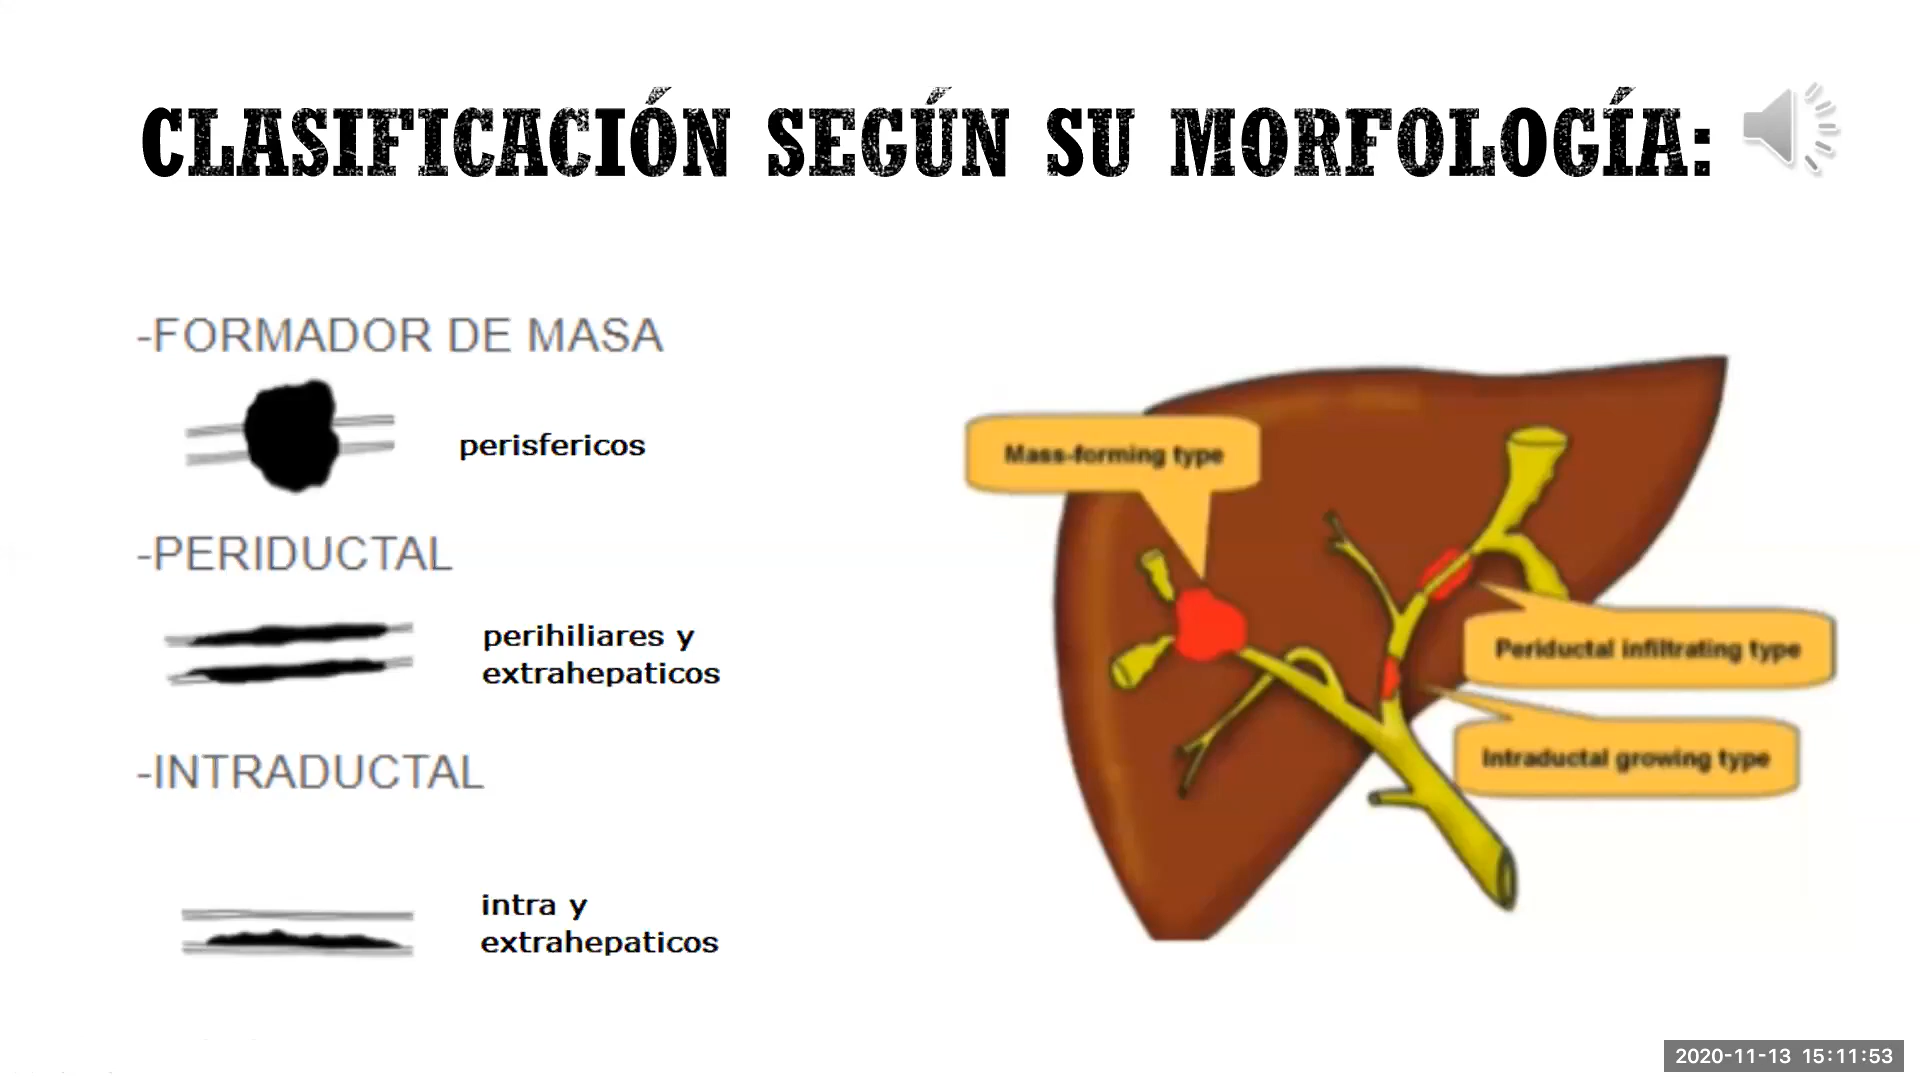 CLASIFICACIÓN SEGÚN SU MORFOLOGÍA:
-FORMADOR DE MASA
perisfericos
-PERIDUCTAL
perihiliares y
extrahepaticos
-INTRADUCTAL
intra y
extrahepaticos
Mass-forming type
Periductal infiltrating type
Intraductal growing type
2020-11-13 15:11:53